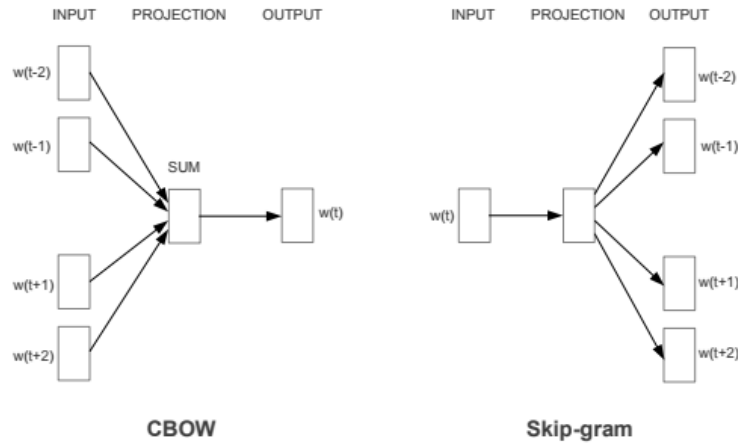 INPUT PROJECTION OUTPUT
w(t-2)
w(t-1)
SUM
w(t)
w(t+1)
w(t+2)
CBOW
INPUT PROJECTION OUTPUT
w(t-2)
w(t-1)
w(t)
w(t+1)
w(t+2)
Skip-gram